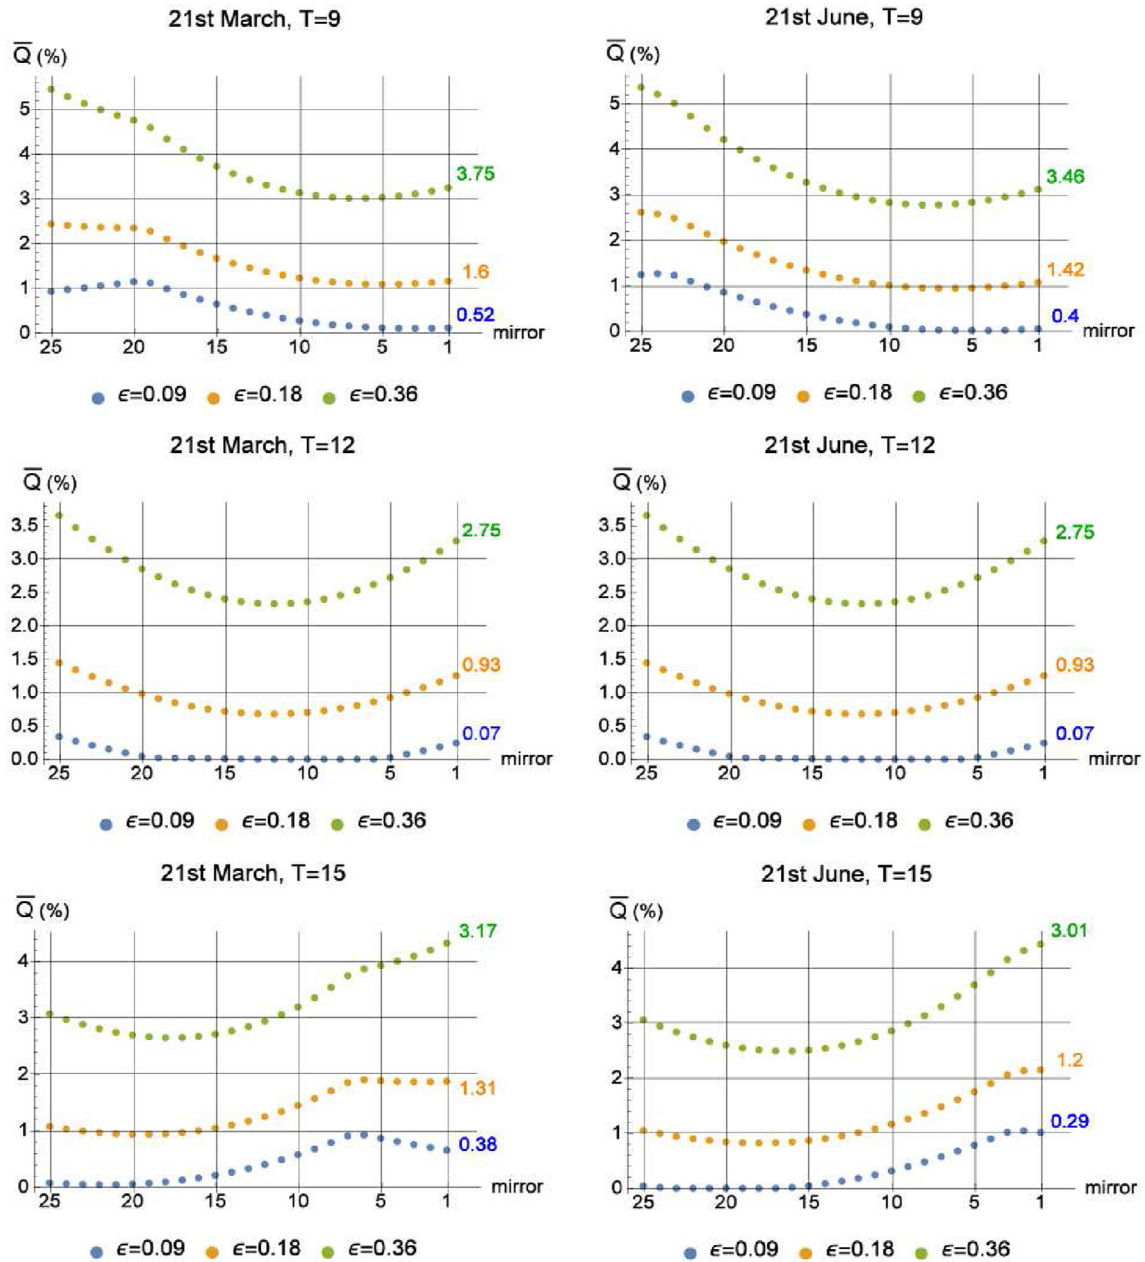 21st March, T=9
Q̅ (%)
5
4
3
2
1
0
3.75
1.6
0.52
25 20 15 10 5 1 mirror
ϵ=0.09 ϵ=0.18 ϵ=0.36
21st June, T=9
Q̅ (%)
5
4
3
2
1
0
3.46
1.42
0.4
25 20 15 10 5 1 mirror
ϵ=0.09 ϵ=0.18 ϵ=0.36
21st March, T=12
Q̅ (%)
3.5
3.0
2.5
2.0
1.5
1.0
0.5
0.0
2.75
0.93
0.07
25 20 15 10 5 1 mirror
ϵ=0.09 ϵ=0.18 ϵ=0.36
21st June, T=12
Q̅ (%)
3.5
3.0
2.5
2.0
1.5
1.0
0.5
0.0
2.75
0.93
0.07
25 20 15 10 5 1 mirror
ϵ=0.09 ϵ=0.18 ϵ=0.36
21st March, T=15
Q̅ (%)
4
3
2
1
0
3.17
1.31
0.38
25 20 15 10 5 1 mirror
ϵ=0.09 ϵ=0.18 ϵ=0.36
21st June, T=15
Q̅ (%)
4
3
2
1
0
3.01
1.2
0.29
25 20 15 10 5 1 mirror
ϵ=0.09 ϵ=0.18 ϵ=0.36